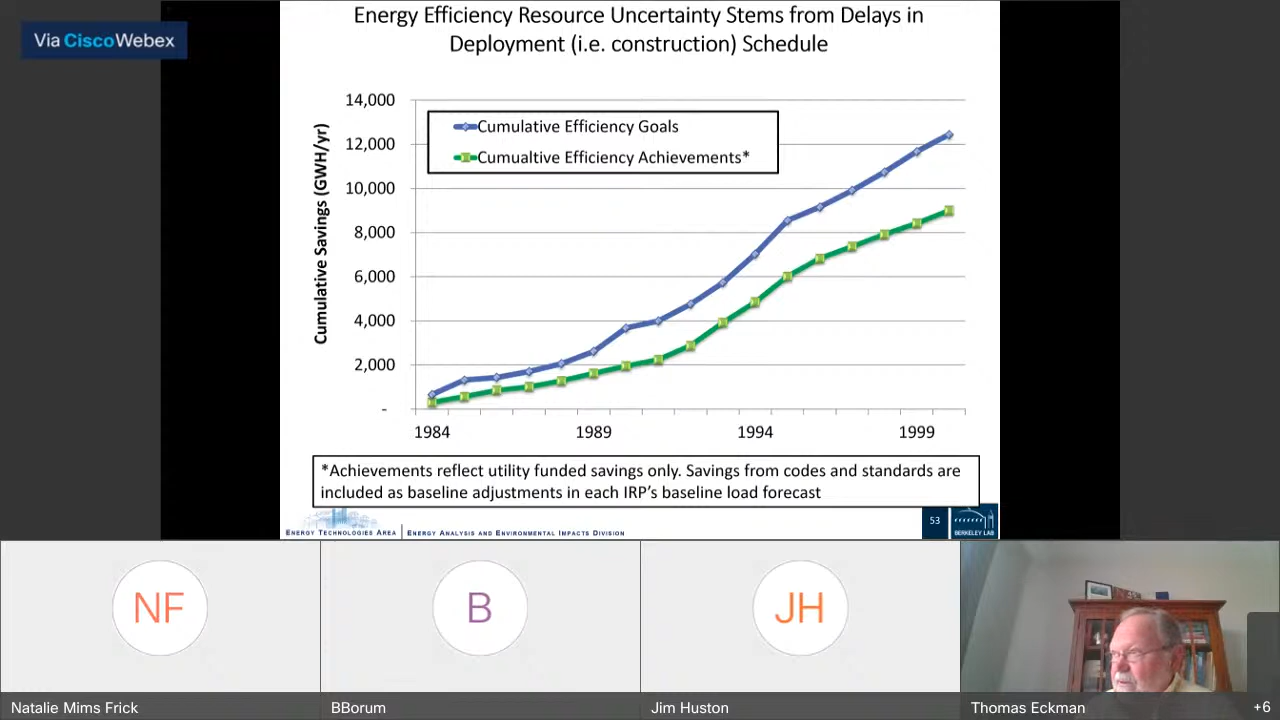 Via CiscoWebex
Energy Efficiency Resource Uncertainty Stems from Delays in
Deployment (i.e. construction) Schedule
Cumulative Savings (GWH/yr)
14,000
12,000
10,000
8,000
6,000
4,000
2,000
-
Cumulative Efficiency Goals
Cumualtive Efficiency Achievements*
1984 1989 1994 1999
*Achievements reflect utility funded savings only. Savings from codes and standards are
included as baseline adjustments in each IRP's baseline load forecast
ENERGY TECHNOLOGIES AREA | ENERGY ANALYSIS AND ENVIRONMENTAL IMPACTS DIVISION
53
BERKELEY LAB
NF
B
JH
Natalie Mims Frick
BBorum
Jim Huston
Thomas Eckman
+6